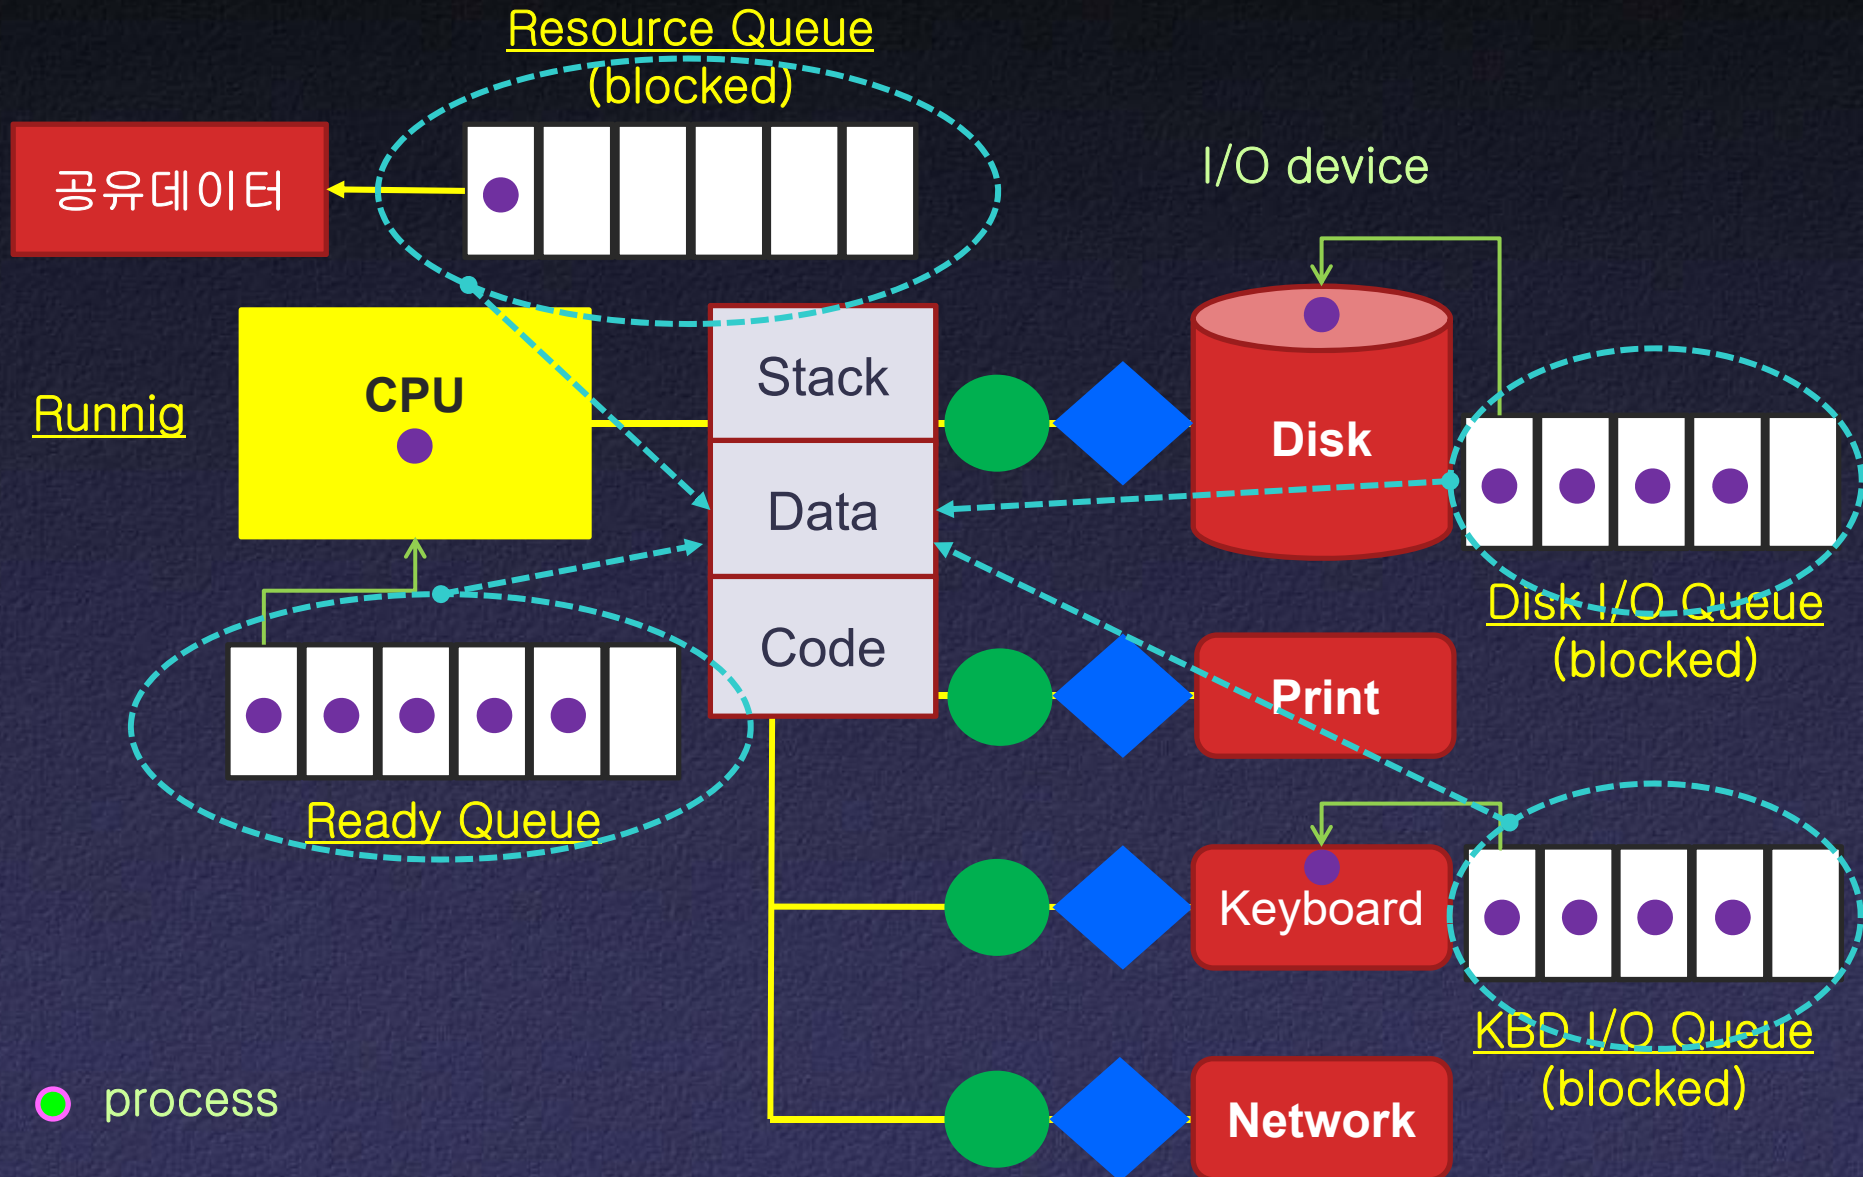 Resource Queue
(blocked)
공유데이터
I/O device
Runnig
CPU
Stack
Data
Code
Disk
Disk I/O Queue
(blocked)
Print
Ready Queue
Keyboard
KBD I/O Queue
(blocked)
process
Network